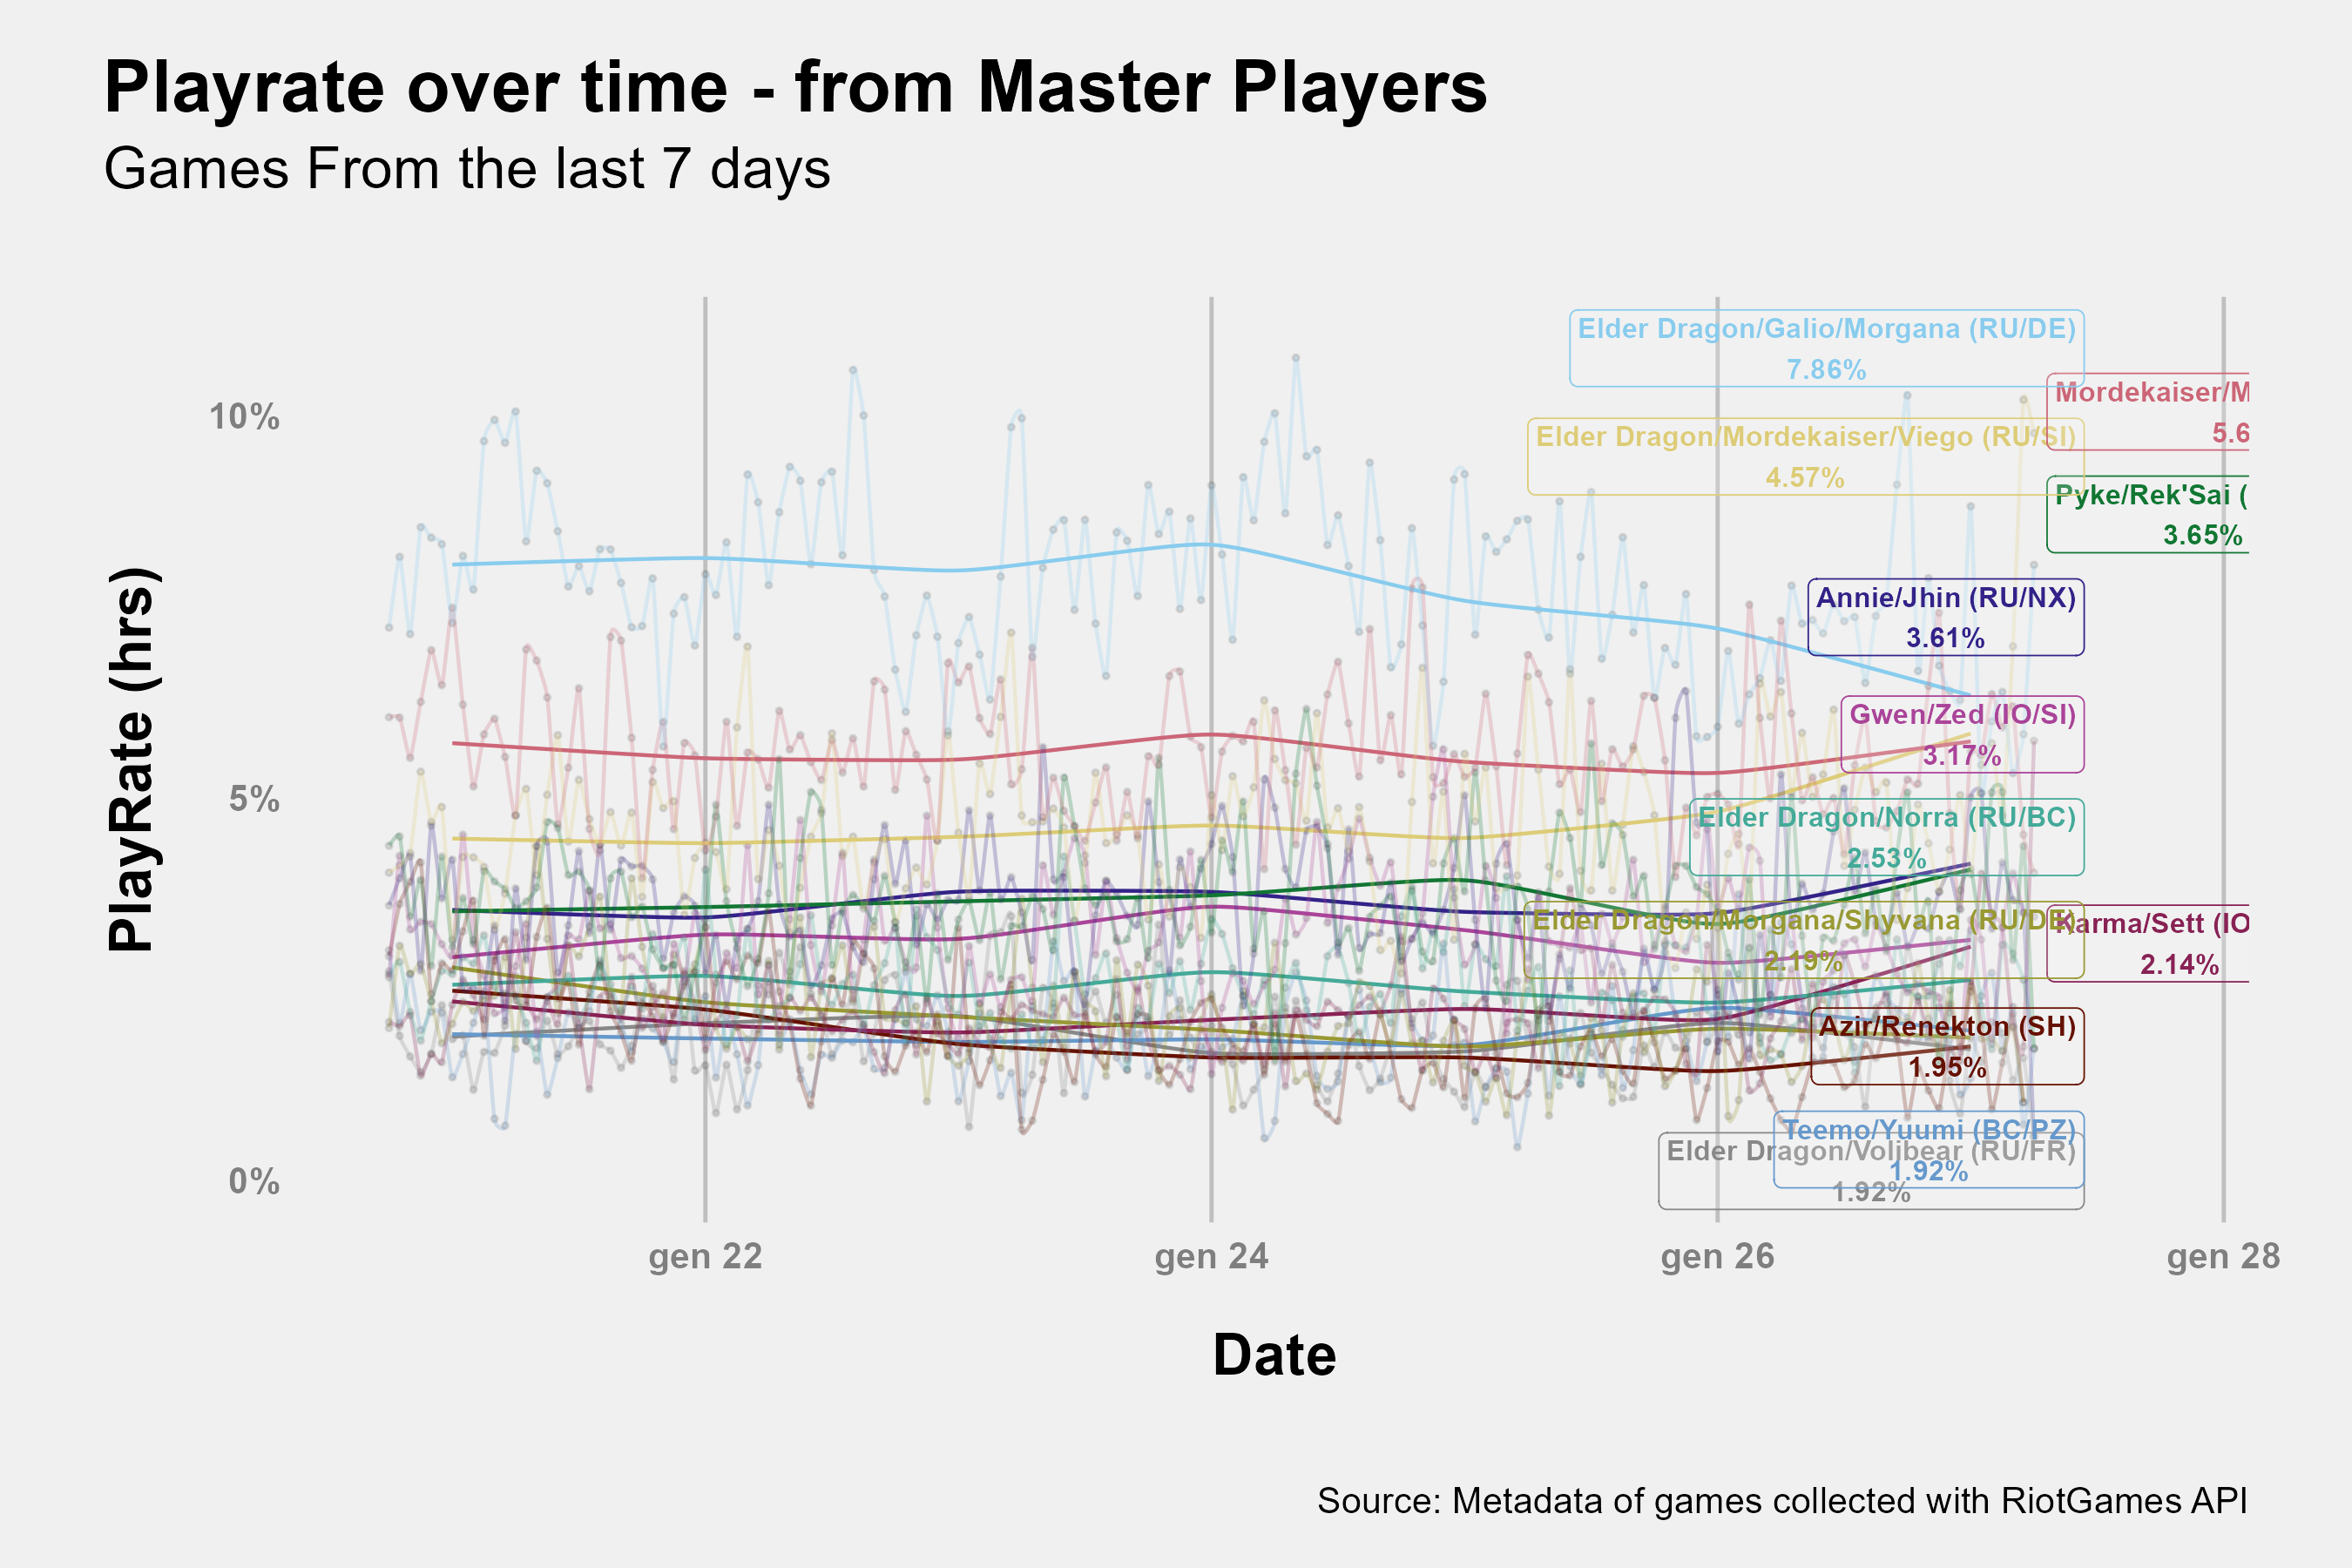 Playrate over time - from Master Players
Games From the last 7 days
PlayRate (hrs)
10%
5%
0%
Elder Dragon/Galio/Morgana (RU/DE)
7.86%
Mordekaiser/M
5.6
Elder Dragon/Mordekaiser/Viego (RU/SI)
4.57%
Pyke/Rek'Sai (
3.65%
Annie/Jhin (RU/NX)
3.61%
Gwen/Zed (IO/SI)
3.17%
Elder Dragon/Norra (RU/BC)
2.53%
Elder Dragon/Morgana/Shyvana (RU/DE)
2.19%
Karma/Sett (IO
2.14%
Azir/Renekton (SH)
1.95%
Teemo/Yuumi (BC/PZ)
1.92%
Elder Dragon/Volibear (RU/FR)
1.92%
gen 22
gen 24
gen 26
gen 28
Date
Source: Metadata of games collected with RiotGames API